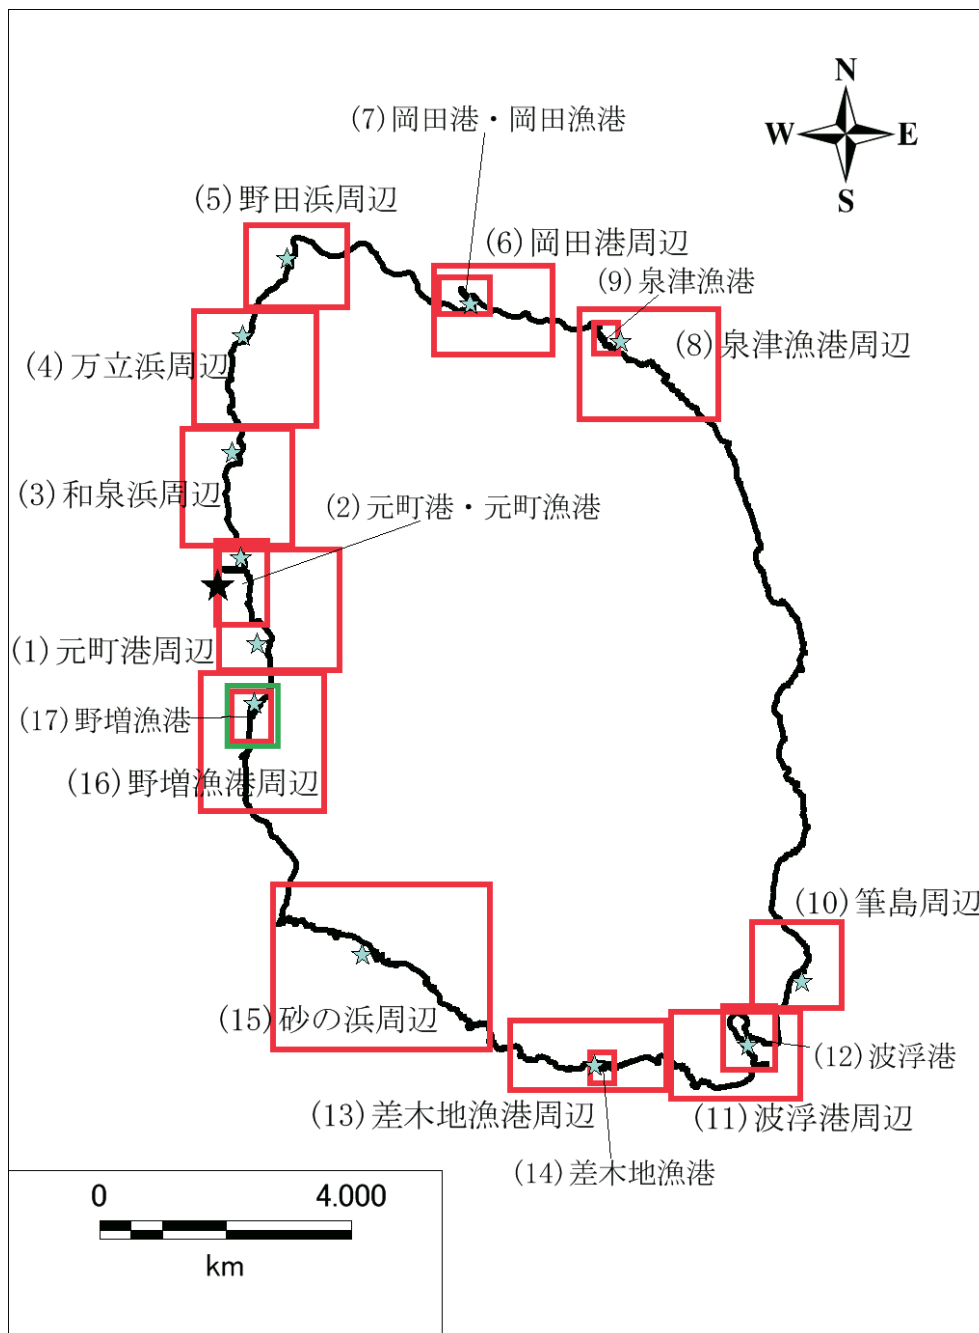 N
(7)岡田港・岡田漁港
W E
S
(5)野田浜周辺
(6)岡田港周辺
(9)泉津漁港
(4)万立浜周辺
(8)泉津漁港周辺
(3)和泉浜周辺
(2)元町港・元町漁港
(1)元町港周辺
(17)野増漁港
(16)野増漁港周辺
(10)筆島周辺
(15)砂の浜周辺
(12)波浮港
(13)差木地漁港周辺
(11)波浮港周辺
(14)差木地漁港
0 4.000
km